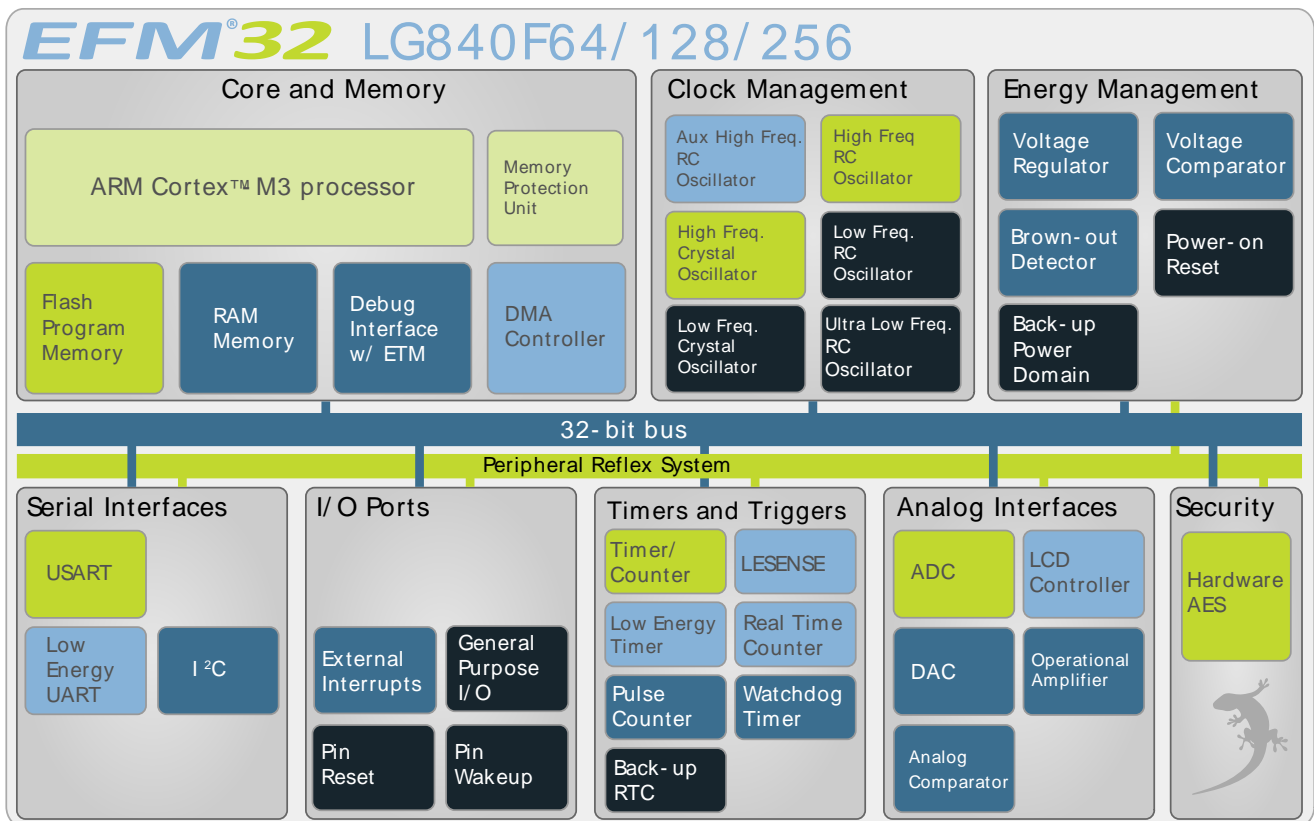 EFM®32 LG840F64/128/256
Core and Memory
ARM Cortex™ M3 processor
Memory
Protection
Unit
Flash
Program
Memory
RAM
Memory
Debug
Interface
w/ ETM
DMA
Controller
Clock Management
Aux High Freq.
RC
Oscillator
High Freq
RC
Oscillator
High Freq.
Crystal
Oscillator
Low Freq.
RC
Oscillator
Low Freq.
Crystal
Oscillator
Ultra Low Freq.
RC
Oscillator
Energy Management
Voltage
Regulator
Voltage
Comparator
Brown-out
Detector
Power-on
Reset
Back-up
Power
Domain
32-bit bus
Peripheral Reflex System
Serial Interfaces
USART
Low
Energy
UART
I²C
I/O Ports
External
Interrupts
General
Purpose
I/O
Pin
Reset
Pin
Wakeup
Timers and Triggers
Timer/
Counter
LESENSE
Low Energy
Timer
Real Time
Counter
Pulse
Counter
Watchdog
Timer
Back-up
RTC
Analog Interfaces
ADC
LCD
Controller
DAC
Operational
Amplifier
Analog
Comparator
Security
Hardware
AES